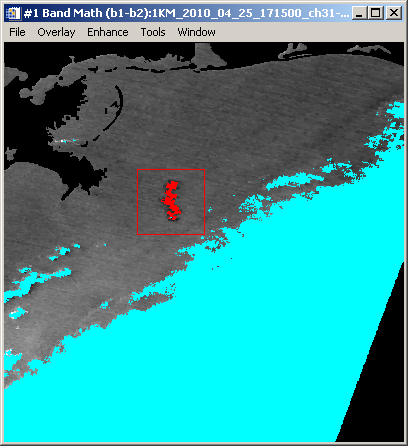 #1 Band Math (b1-b2):1KM_2010_04_25_171500_ch31-...
File Overlay Enhance Tools Window